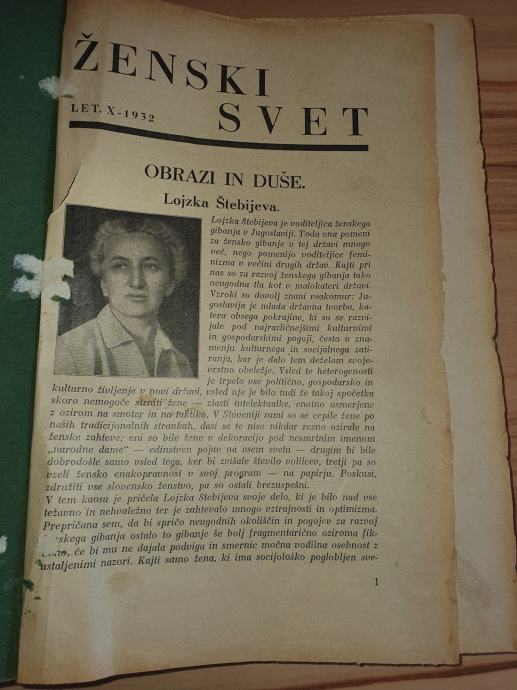 ŽENSKI
LET. X-1932 SVET
OBRAZI IN DUŠE.
Lojzka Štebijeva.
Lojzka Štebijeva je voditeljica ženskega
gibanja v Jugoslaviji. Toda ona pomeni
za žensko gibanje v tej državi mnogo
več, nego pomenijo voditeljice femi-
nizma v večini drugih držav. Kajti pri
nas so za razvoj ženskega gibanja tako
neugodna tla kot v malokateri državi.
Vzroki so dovolj znani vsakomur: Ju-
goslavija je mlada državna tvorba, ka-
tera obsega pokrajine, ki so se razvi-
jale pod najrazličnejšimi kulturnimi
in gospodarskimi pogoji, često v zna-
menju kulturnega in socijalnega zati-
ranja, kar je dalo tem deželam svoje-
vrstno obeležje. Vsled te heterogenosti
je trpelo vse politično, gospodarsko in
kulturno življenje v novi državi, vsled nje je bilo tudi že takoj spočetka
skoro nemogoče strniti žene — zlasti intelektualke, enotno usmerjene
z ozirom na smoter in na taktiko. V Sloveniji sami so se cepile žene po
naših tradicijonalnih strankah, dasi se te niso nikdar resno ozirale na
ženske zahteve; eni so bile žene v dekoracijo pod nesmrtnim imenom
„narodne dame" — edinstven pojav na vsem svetu — drugim bi bile
dobrodošle samo vsled tega, ker bi zvišale število volilcev, tretji pa so
vzeli žensko enakopravnost v svoj program — na papirju. Poskusi,
združiti vse slovensko ženstvo, pa so ostali brezuspešni.
V tem kaosu je pričela Lojzka Štebijeva svoje delo, ki je bilo nad vse
težavno in nehvaležno ter je zahtevalo mnogo vztrajnosti in optimizma.
Prepričana sem, da bi spričo neugodnih okoliščin in pogojev za razvoj
ženskega gibanja ostalo to gibanje še bolj fragmentarično oziroma fik-
tivno, če bi mu ne dajala podviga in smernic močna vodilna osebnost z
ustaljenimi nazori. Kajti samo žena, ki ima socijološko poglobljen sve-
1